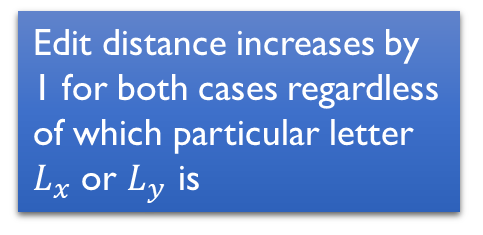 Edit distance increases by
1 for both cases regardless
of which particular letter
Lₓ or Ly is